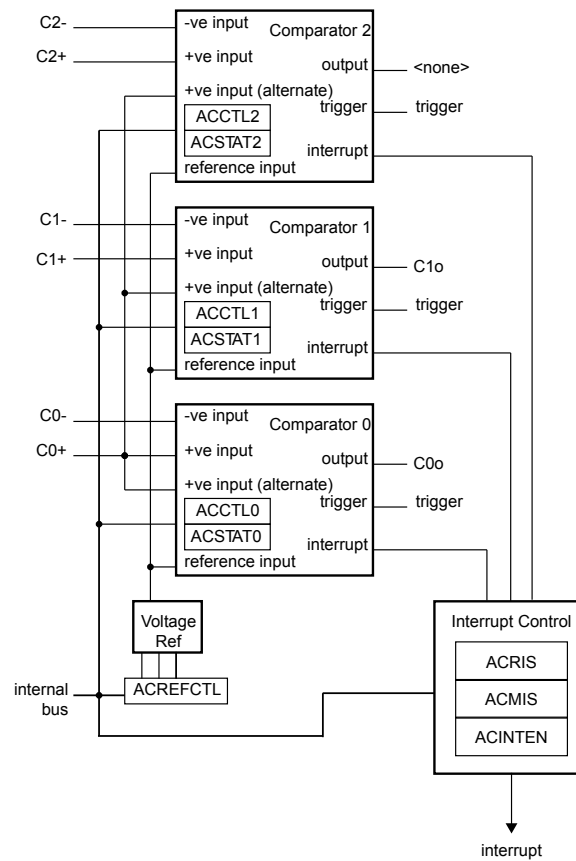 C2-
-ve input
Comparator 2
C2+
+ve input
output
<none>
+ve input (alternate)
trigger
trigger
ACCTL2
ACSTAT2
interrupt
reference input
C1-
-ve input
Comparator 1
C1+
+ve input
output
C1o
+ve input (alternate)
trigger
trigger
ACCTL1
ACSTAT1
interrupt
reference input
C0-
-ve input
Comparator 0
C0+
+ve input
output
C0o
+ve input (alternate)
trigger
trigger
ACCTL0
ACSTAT0
interrupt
reference input
Voltage
Ref
Interrupt Control
ACRIS
internal
bus
ACREFCTL
ACMIS
ACINTEN
interrupt